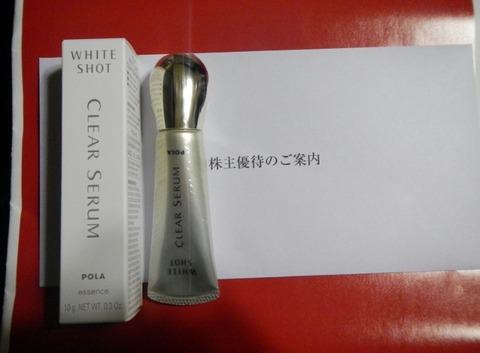 WHITE
SHOT
CLEAR SERUM
POLA
essence
10g NET WT. 0.3 Oz.
POLA
CLEAR SERUM
WHITE
SHOT
株主優待のご案内